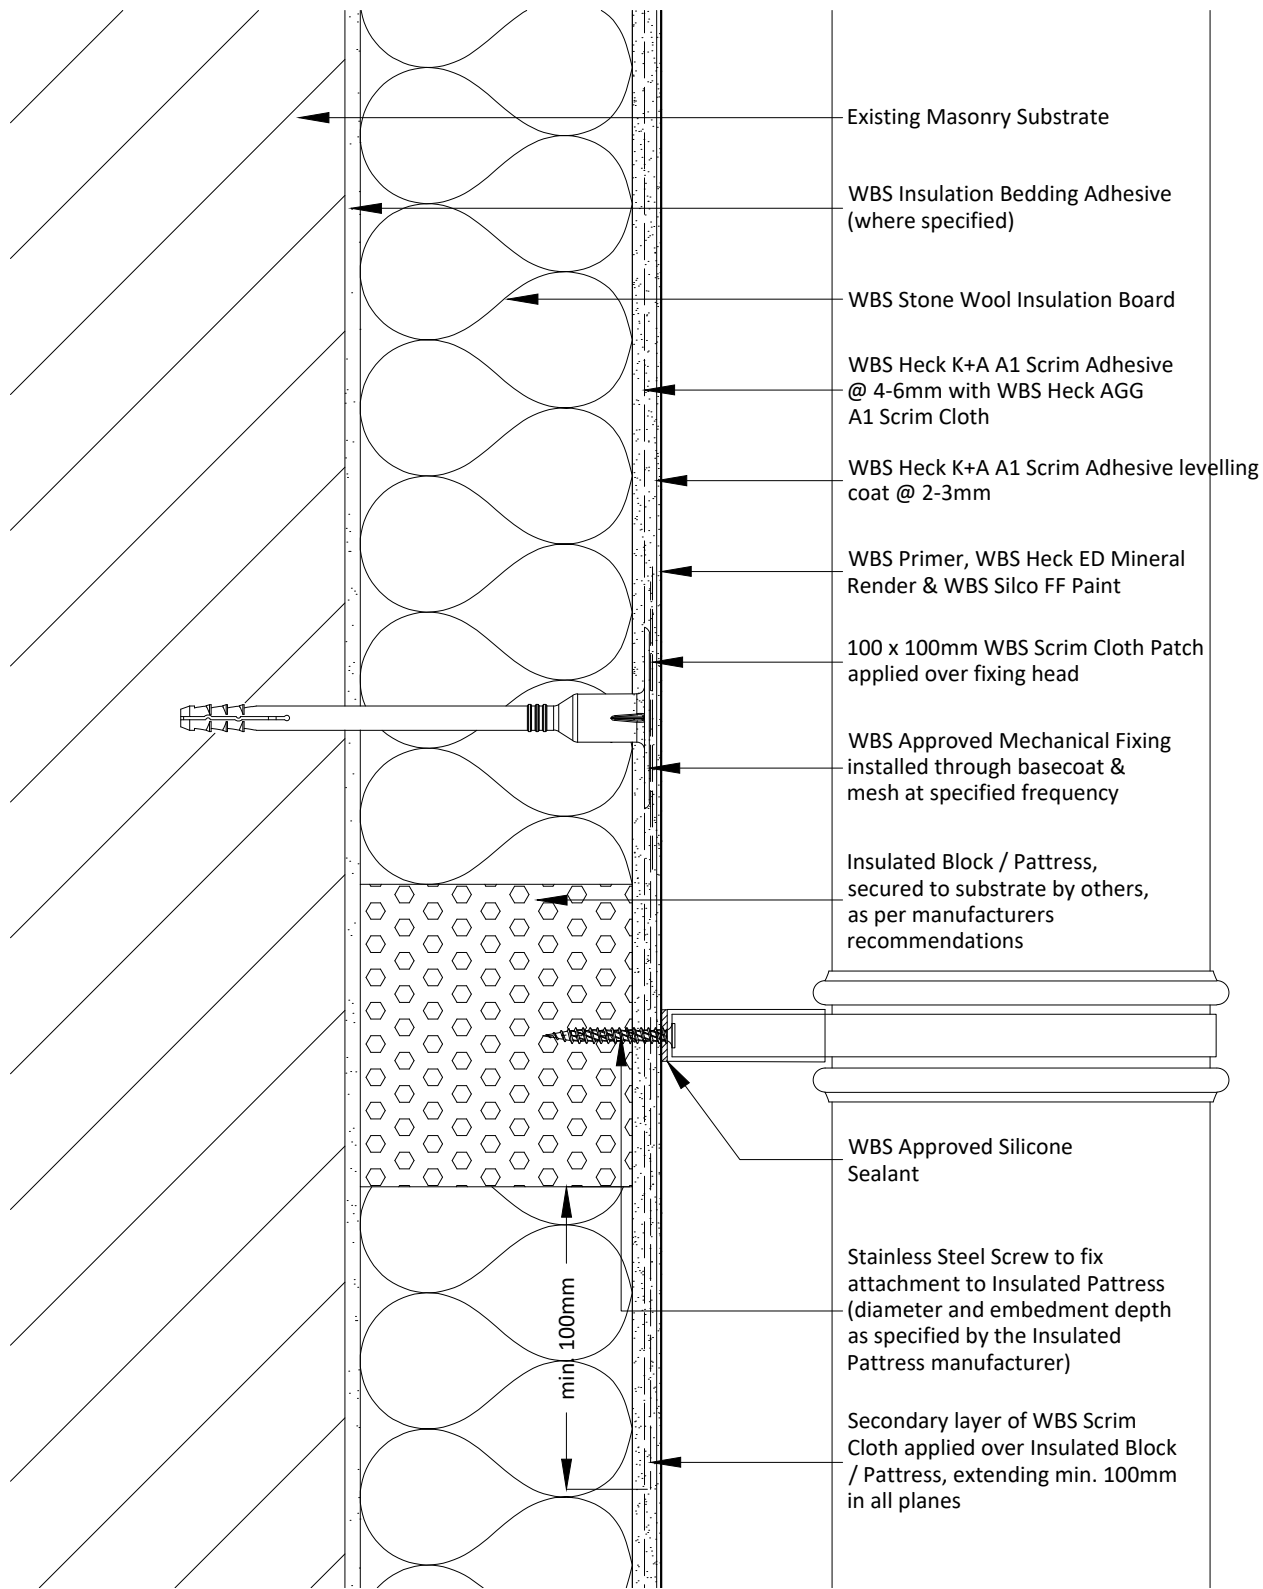 Existing Masonry Substrate
WBS Insulation Bedding Adhesive
(where specified)
WBS Stone Wool Insulation Board
WBS Heck K+A A1 Scrim Adhesive
@ 4-6mm with WBS Heck AGG
A1 Scrim Cloth
WBS Heck K+A A1 Scrim Adhesive levelling
coat @ 2-3mm
WBS Primer, WBS Heck ED Mineral
Render & WBS Silco FF Paint
100 x 100mm WBS Scrim Cloth Patch
applied over fixing head
WBS Approved Mechanical Fixing
installed through basecoat &
mesh at specified frequency
Insulated Block / Pattress,
secured to substrate by others,
as per manufacturers
recommendations
WBS Approved Silicone
Sealant
Stainless Steel Screw to fix
attachment to Insulated Pattress
(diameter and embedment depth
as specified by the Insulated
Pattress manufacturer)
min. 100mm
Secondary layer of WBS Scrim
Cloth applied over Insulated Block
/ Pattress, extending min. 100mm
in all planes